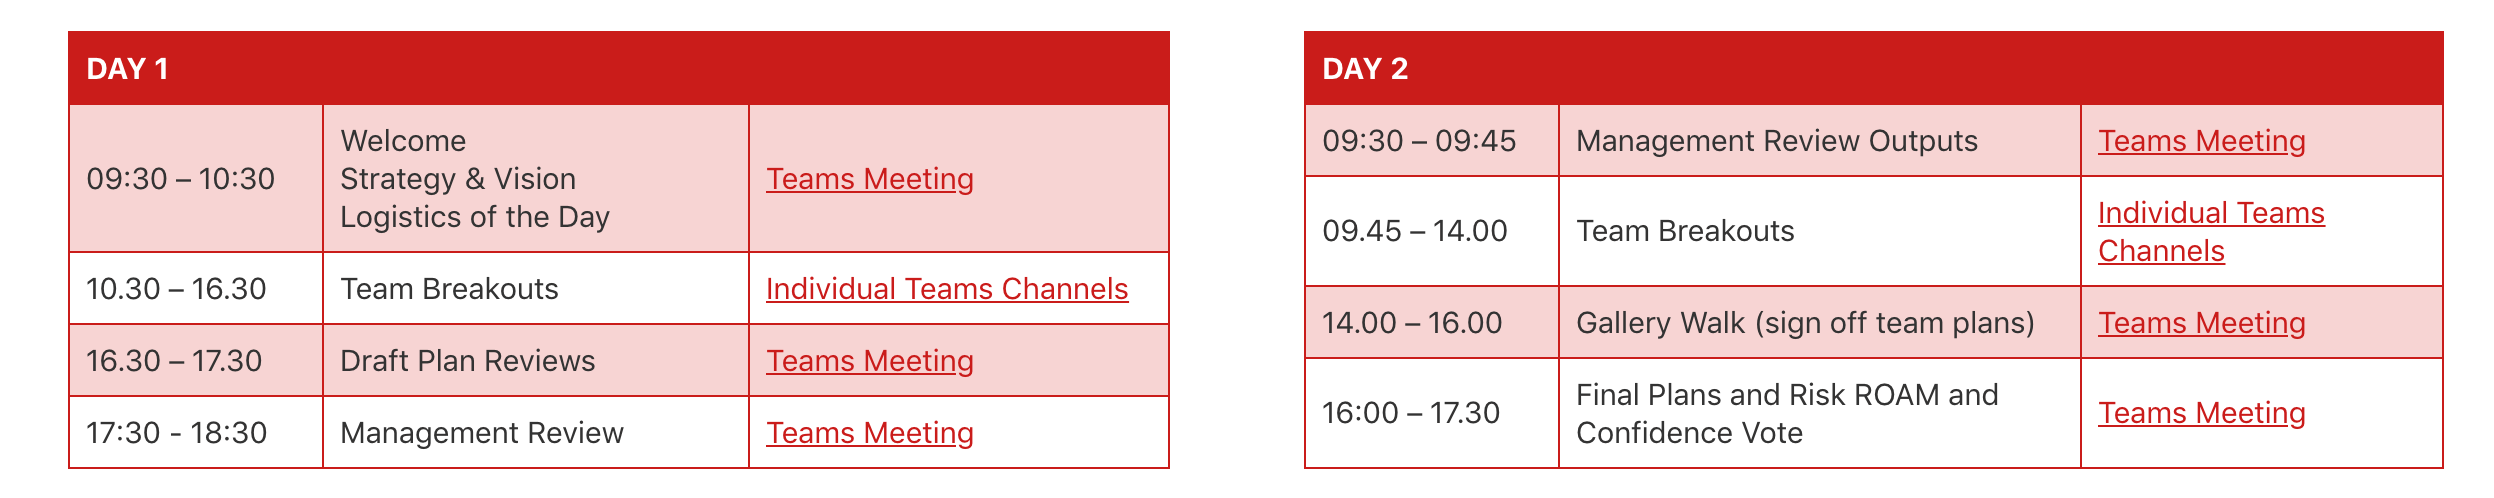 DAY 1
09:30 – 10:30
Welcome
Strategy & Vision
Logistics of the Day
Teams Meeting
10.30 – 16.30
Team Breakouts
Individual Teams Channels
16.30 – 17.30
Draft Plan Reviews
Teams Meeting
17:30 - 18:30
Management Review
Teams Meeting
DAY 2
09:30 – 09:45
Management Review Outputs
Teams Meeting
09.45 – 14.00
Team Breakouts
Individual Teams
Channels
14.00 – 16.00
Gallery Walk (sign off team plans)
Teams Meeting
16:00 – 17.30
Final Plans and Risk ROAM and
Confidence Vote
Teams Meeting